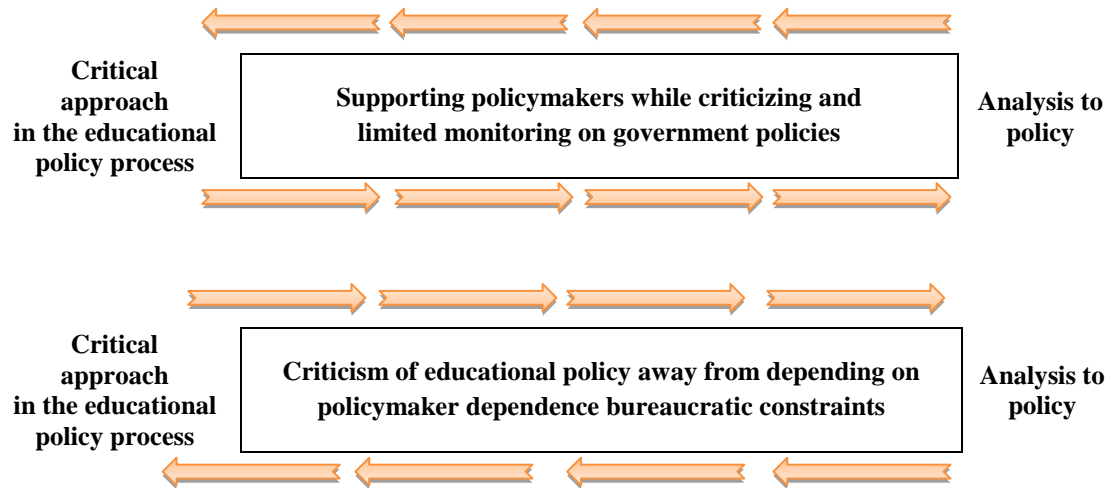 Critical
approach
in the educational
policy process
Supporting policymakers while criticizing and
limited monitoring on government policies
Analysis to
policy
Critical
approach
in the educational
policy process
Criticism of educational policy away from depending on
policymaker dependence bureaucratic constraints
Analysis to
policy